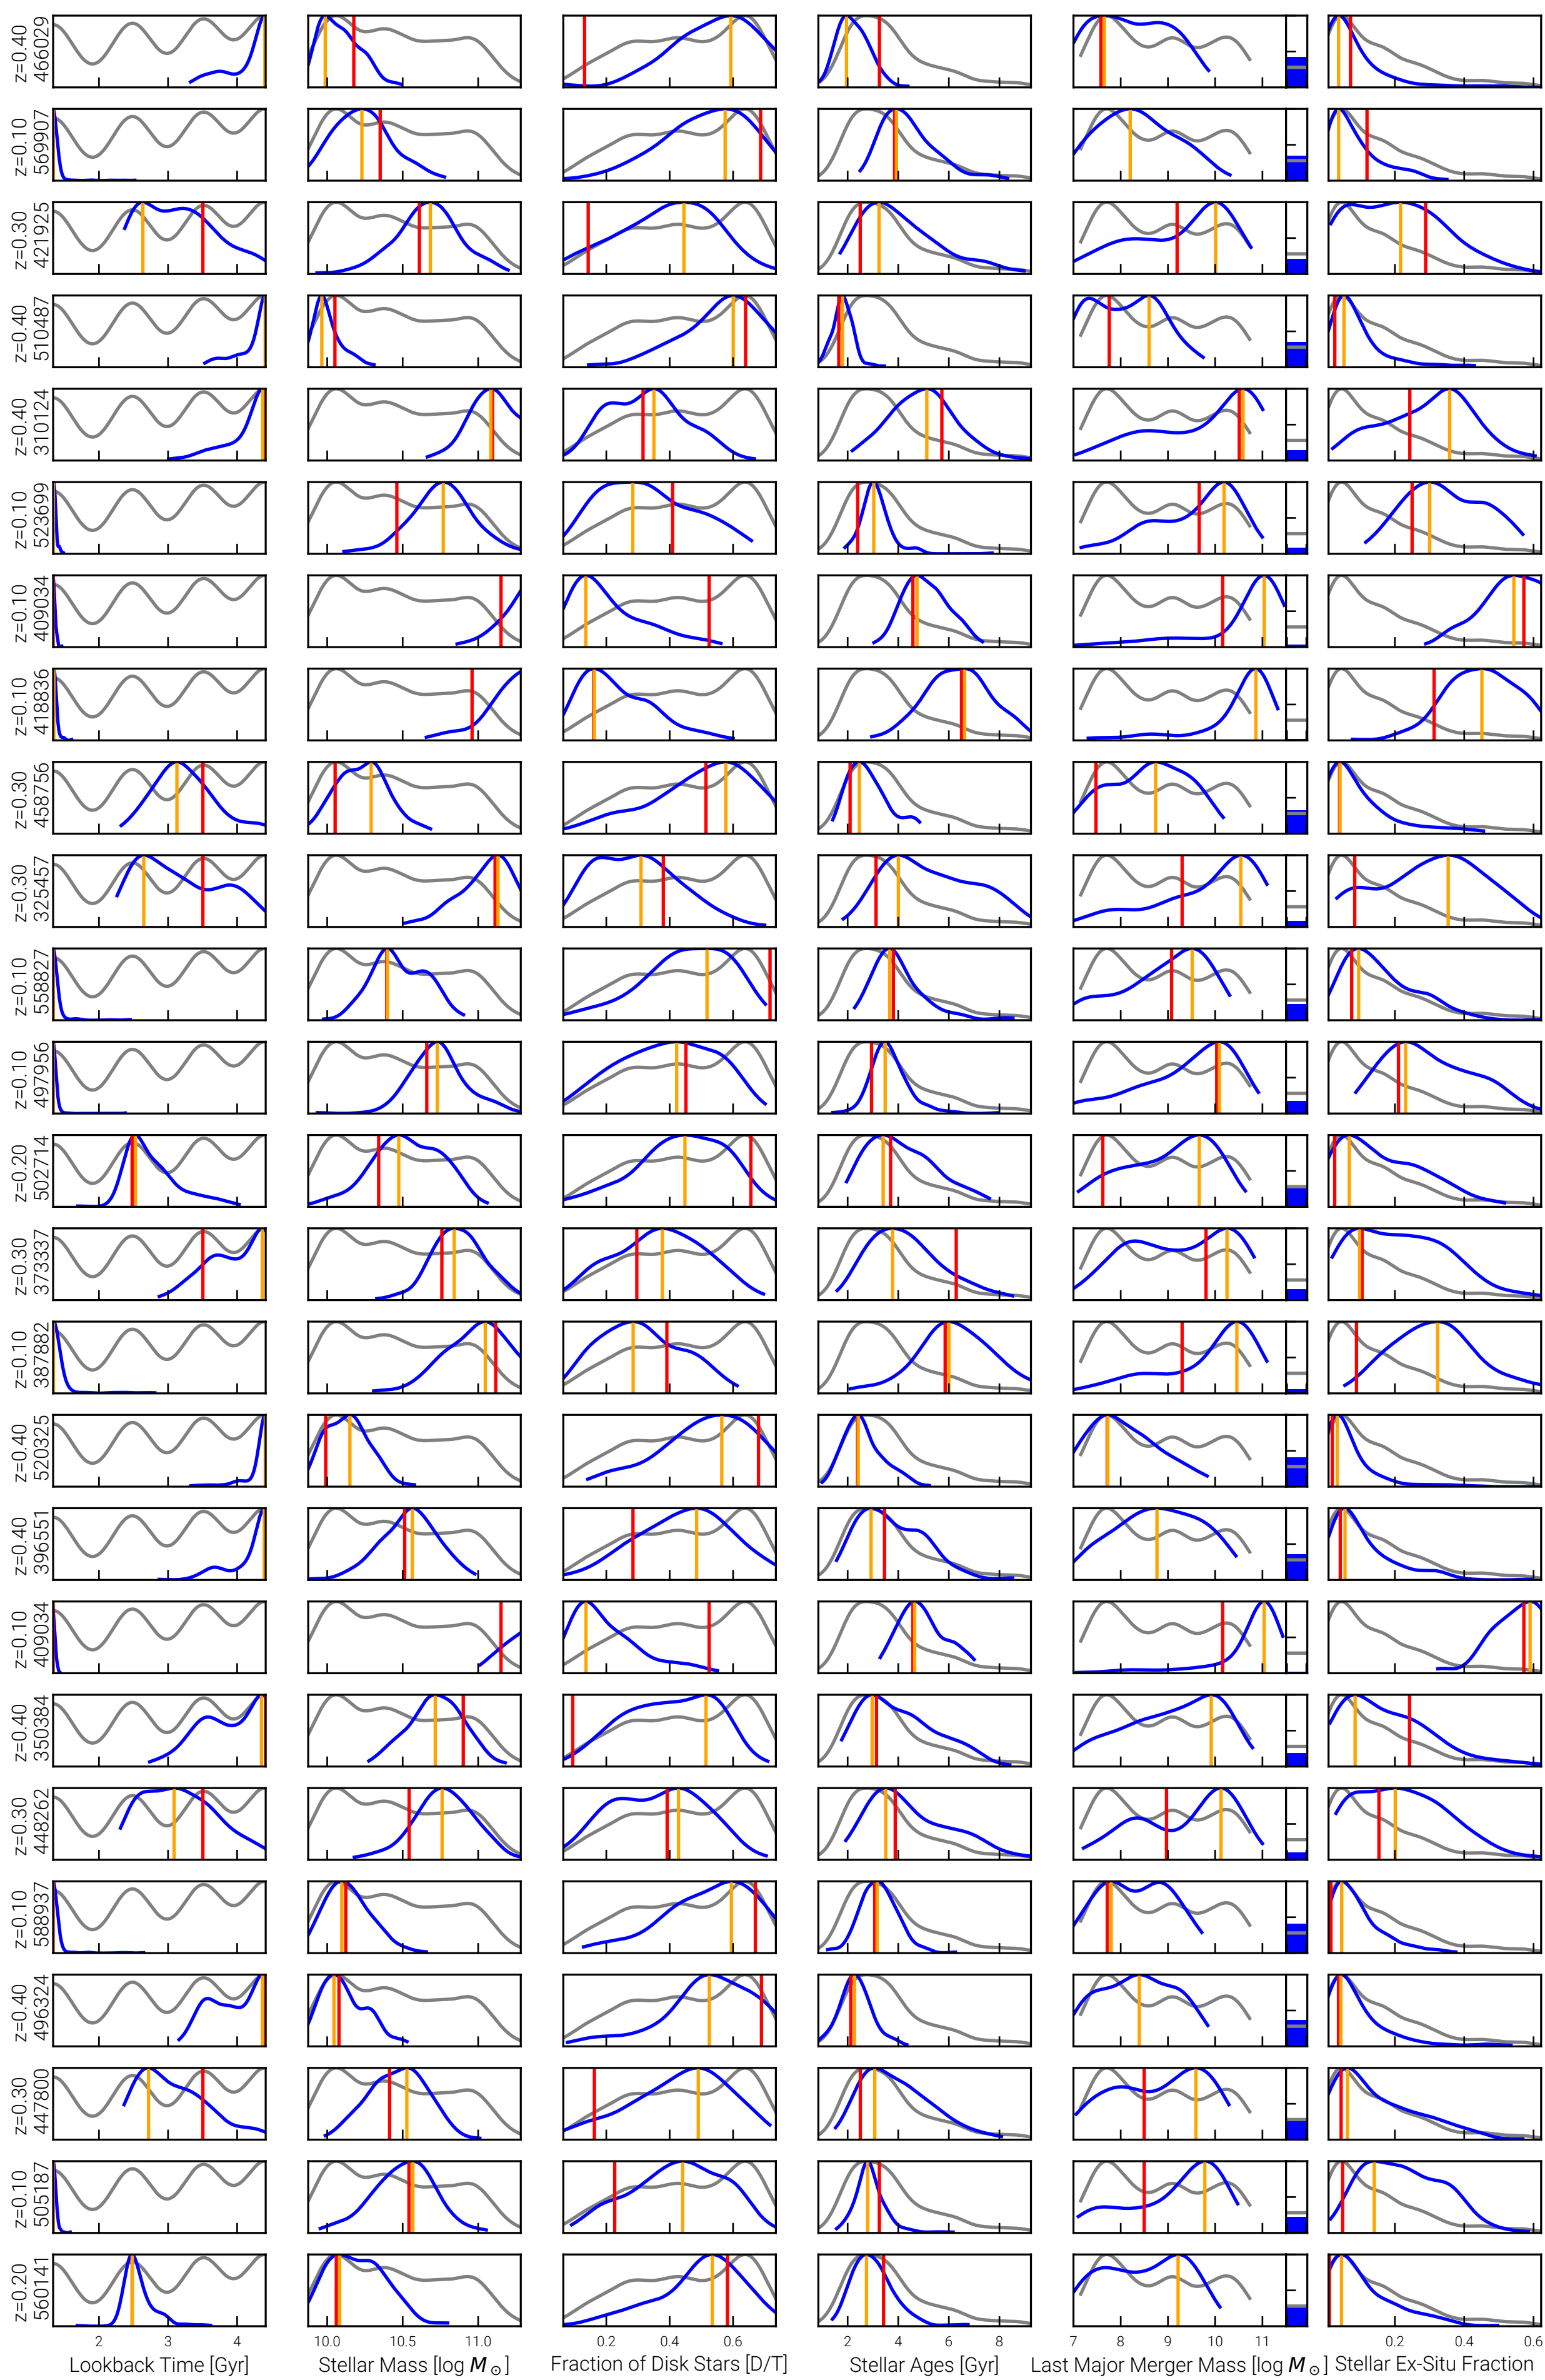 z=0.40
466029
z=0.10
569907
z=0.30
421925
z=0.40
510487
z=0.40
310124
z=0.10
523699
z=0.10
409034
z=0.10
418836
z=0.30
458756
z=0.30
325457
z=0.10
558827
z=0.10
497956
z=0.20
502714
z=0.30
373337
z=0.10
387882
z=0.40
520325
z=0.40
396551
z=0.10
409034
z=0.40
350384
z=0.30
448262
z=0.10
588937
z=0.40
496324
z=0.30
447800
z=0.10
505187
z=0.20
560141
2 3 4 10.0 10.5 11.0 0.2 0.4 0.6 2 4 6 8 7 8 9 10 11 0.2 0.4 0.6
Lookback Time [Gyr] Stellar Mass [log M⊙] Fraction of Disk Stars [D/T] Stellar Ages [Gyr] Last Major Merger Mass [log M⊙] Stellar Ex-Situ Fraction